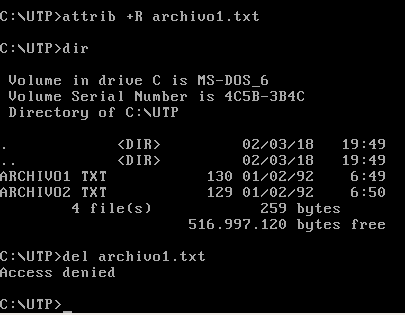 C:\UTP>attrib +R archivo1.txt
C:\UTP>dir
Volume in drive C is MS-DOS_6
Volume Serial Number is 4C5B-3B4C
Directory of C:\UTP
. <DIR> 02/03/18 19:49
.. <DIR> 02/03/18 19:49
ARCHIVO1 TXT 130 01/02/92 6:49
ARCHIVO2 TXT 129 01/02/92 6:50
4 file(s) 259 bytes
516.997.120 bytes free
C:\UTP>del archivo1.txt
Access denied
C:\UTP>_